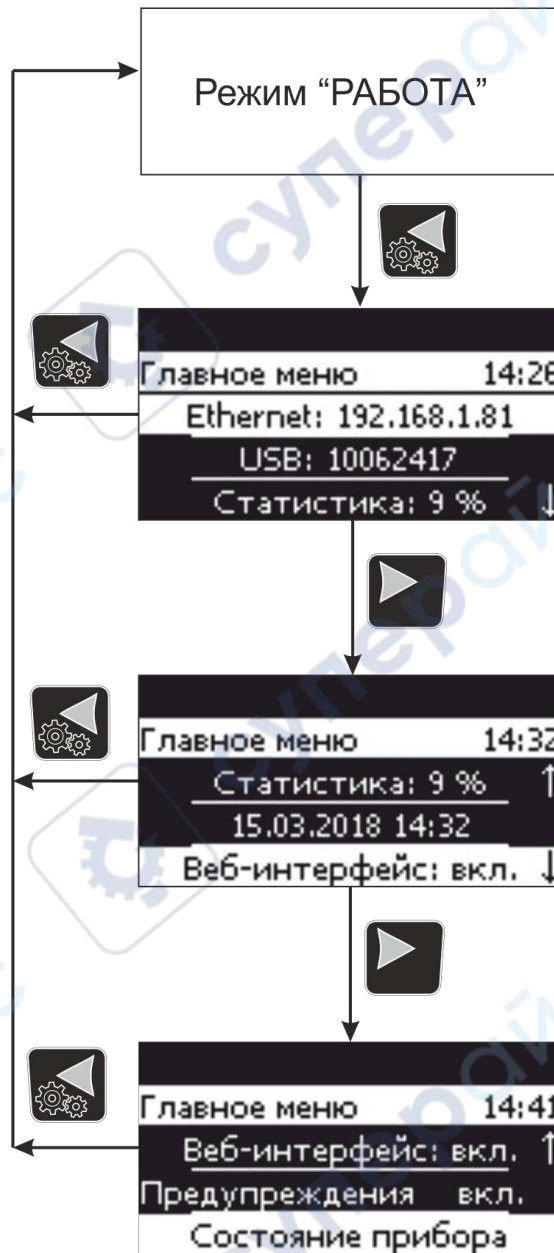 Режим “РАБОТА”
Главное меню 14:26
Ethernet: 192.168.1.81
USB: 10062417
Статистика: 9 % ↓
Главное меню 14:32
Статистика: 9 % ↑
15.03.2018 14:32
Веб-интерфейс: вкл. ↓
Главное меню 14:41
Веб-интерфейс: вкл. ↑
Предупреждения вкл.
Состояние прибора